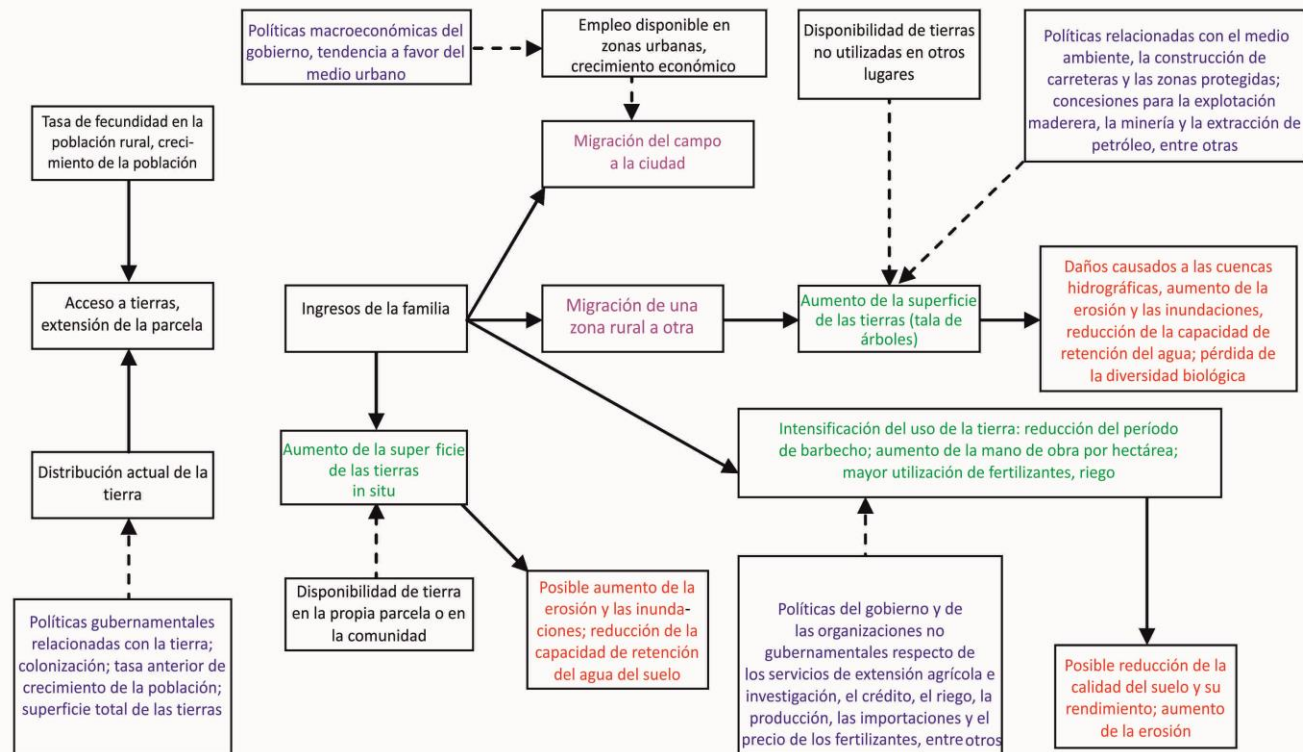 Políticas macroeconómicas del
gobierno, tendencia a favor del
medio urbano
Empleo disponible en
zonas urbanas,
crecimiento económico
Disponibilidad de tierras
no utilizadas en otros
lugares
Políticas relacionadas con el medio
ambiente, la construcción de
carreteras y las zonas protegidas;
concesiones para la explotación
maderera, la minería y la extracción de
petróleo, entre otras
Tasa de fecundidad en la
población rural, creci-
miento de la población
Migración del campo
a la ciudad
Acceso a tierras,
extensión de la parcela
Ingresos de la familia
Migración de una
zona rural a otra
Aumento de la superficie
de las tierras (tala de
árboles)
Daños causados a las cuencas
hidrográficas, aumento de la
erosión y las inundaciones,
reducción de la capacidad de
retención del agua; pérdida de
la diversidad biológica
Distribución actual de la
tierra
Aumento de la super ficie
de las tierras
in situ
Intensificación del uso de la tierra: reducción del período
de barbecho; aumento de la mano de obra por hectárea;
mayor utilización de fertilizantes, riego
Políticas gubernamentales
relacionadas con la tierra;
colonización; tasa anterior de
crecimiento de la población;
superficie total de las tierras
Disponibilidad de tierra
en la propia parcela o en
la comunidad
Posible aumento de la
erosión y las inunda-
ciones; reducción de la
capacidad de retención
del agua del suelo
Políticas del gobierno y de
las organizaciones no
gubernamentales respecto de
los servicios de extensión agrícola e
investigación, el crédito, el riego, la
producción, las importaciones y el
precio de los fertilizantes, entre otros
Posible reducción de la
calidad del suelo y su
rendimiento; aumento
de la erosión